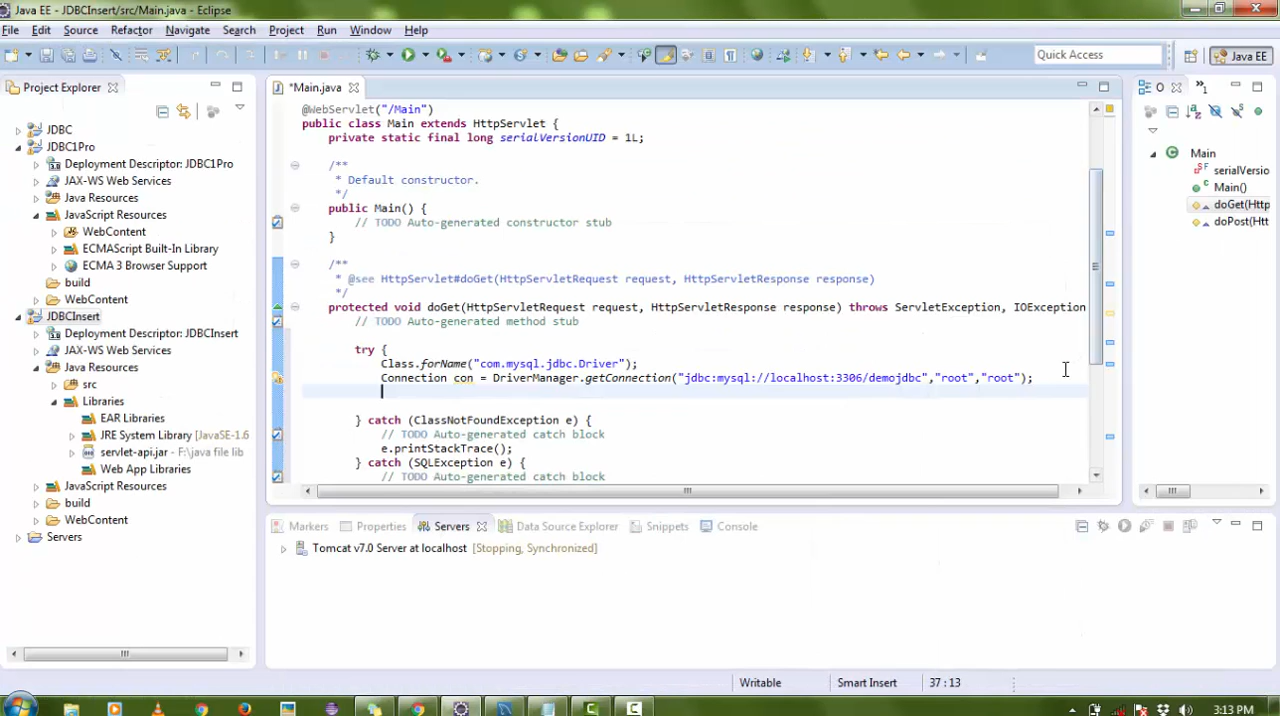 Java EE - JDBCInsert/src/Main.java - Eclipse
File Edit Source Refactor Navigate Search Project Run Window Help
Quick Access
Java EE
Project Explorer
JDBC
JDBC1Pro
Deployment Descriptor: JDBC1Pro
JAX-WS Web Services
Java Resources
JavaScript Resources
WebContent
ECMAScript Built-In Library
ECMA 3 Browser Support
build
WebContent
JDBCInsert
Deployment Descriptor: JDBCInsert
JAX-WS Web Services
Java Resources
src
Libraries
EAR Libraries
JRE System Library [JavaSE-1.6
servlet-api.jar - F:\java file lib
Web App Libraries
JavaScript Resources
build
WebContent
Servers
*Main.java
@WebServlet("/Main")
public class Main extends HttpServlet {
private static final long serialVersionUID = 1L;
/**
* Default constructor.
*/
public Main() {
// TODO Auto-generated constructor stub
}
/**
* @see HttpServlet#doGet(HttpServletRequest request, HttpServletResponse response)
*/
protected void doGet(HttpServletRequest request, HttpServletResponse response) throws ServletException, IOException
// TODO Auto-generated method stub
try {
Class.forName("com.mysql.jdbc.Driver");
Connection con = DriverManager.getConnection("jdbc:mysql://localhost:3306/demojdbc","root","root");
} catch (ClassNotFoundException e) {
// TODO Auto-generated catch block
e.printStackTrace();
} catch (SQLException e) {
// TODO Auto-generated catch block
O
1
Main
serialVersio
Main()
doGet(Http
doPost(Htt
Markers Properties Servers Data Source Explorer Snippets Console
Tomcat v7.0 Server at localhost [Stopping, Synchronized]
Writable Smart Insert 37 : 13
3:13 PM